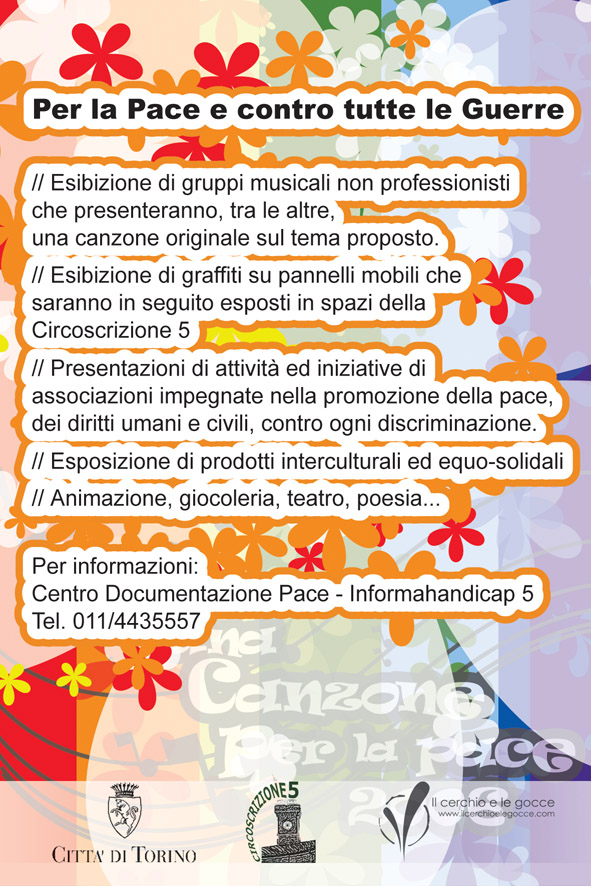 Per la Pace e contro tutte le Guerre
// Esibizione di gruppi musicali non professionisti
che presenteranno, tra le altre,
una canzone originale sul tema proposto.
// Esibizione di graffiti su pannelli mobili che
saranno in seguito esposti in spazi della
Circoscrizione 5
// Presentazioni di attività ed iniziative di
associazioni impegnate nella promozione della pace,
dei diritti umani e civili, contro ogni discriminazione.
// Esposizione di prodotti interculturali ed equo-solidali
// Animazione, giocoleria, teatro, poesia...
Per informazioni:
Centro Documentazione Pace - Informahandicap 5
Tel. 011/4435557
na
Canzone
Per la pace
2008
CITTA' DI TORINO
CIRCOSCRIZIONE 5
Il cerchio e le gocce
www.ilcerchioelegocce.com